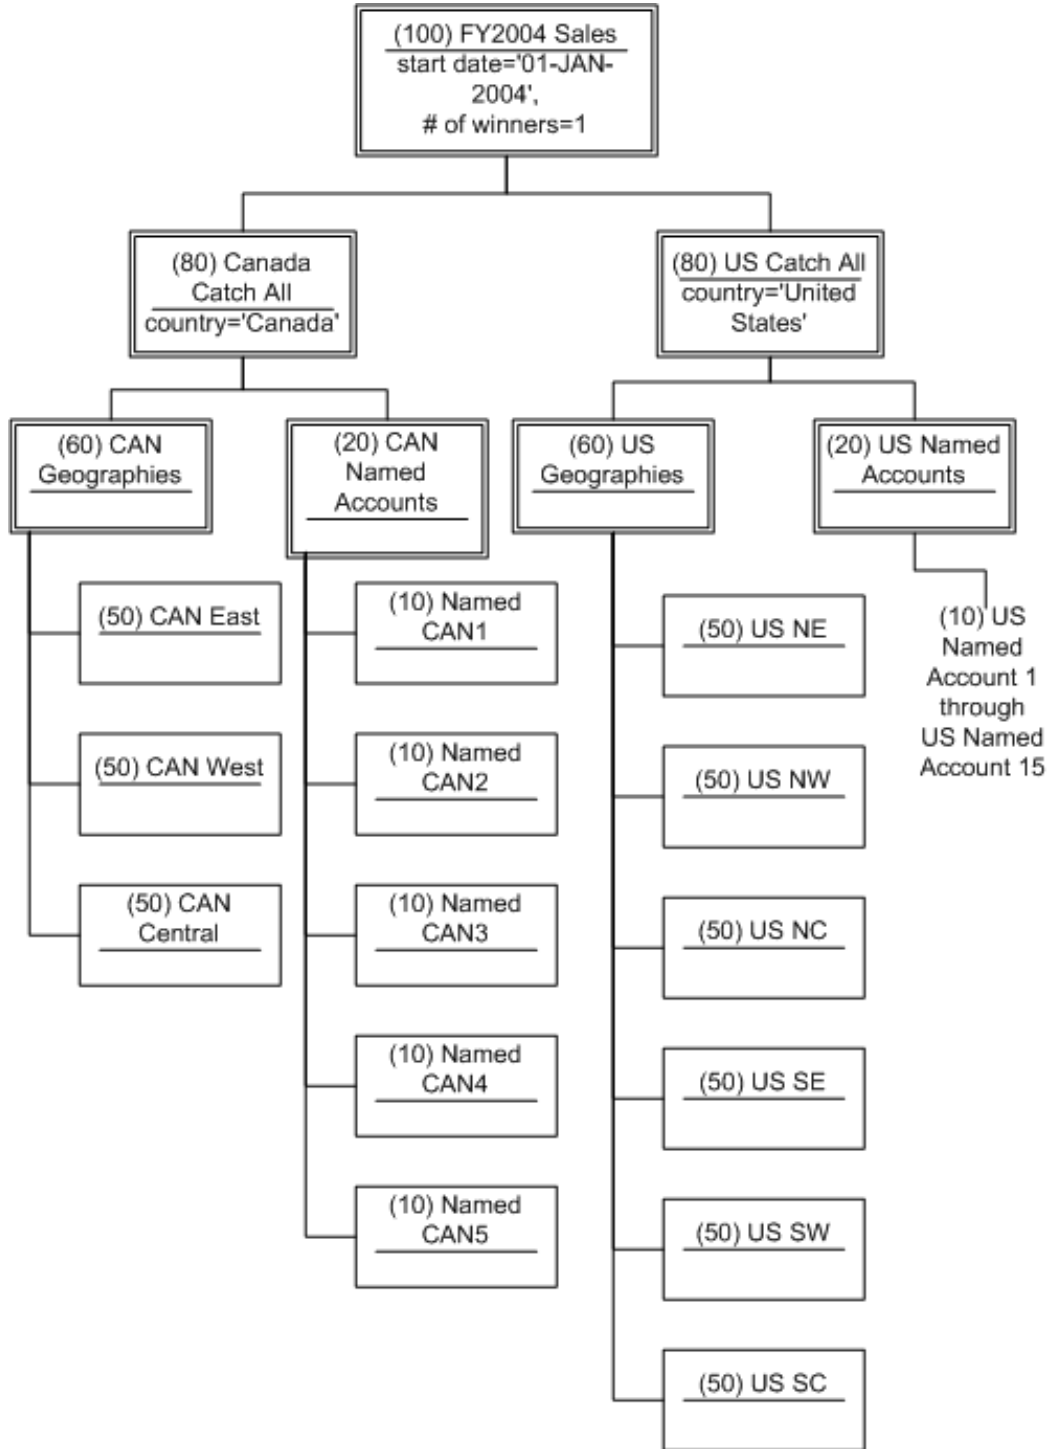 (100) FY2004 Sales
start date='01-JAN-
2004',
# of winners=1
(80) Canada
Catch All
country='Canada'
(80) US Catch All
country='United
States'
(60) CAN
Geographies
(20) CAN
Named
Accounts
(60) US
Geographies
(20) US Named
Accounts
(50) CAN East
(50) CAN West
(50) CAN
Central
(10) Named
CAN1
(10) Named
CAN2
(10) Named
CAN3
(10) Named
CAN4
(10) Named
CAN5
(50) US NE
(50) US NW
(50) US NC
(50) US SE
(50) US SW
(50) US SC
(10) US
Named
Account 1
through
US Named
Account 15